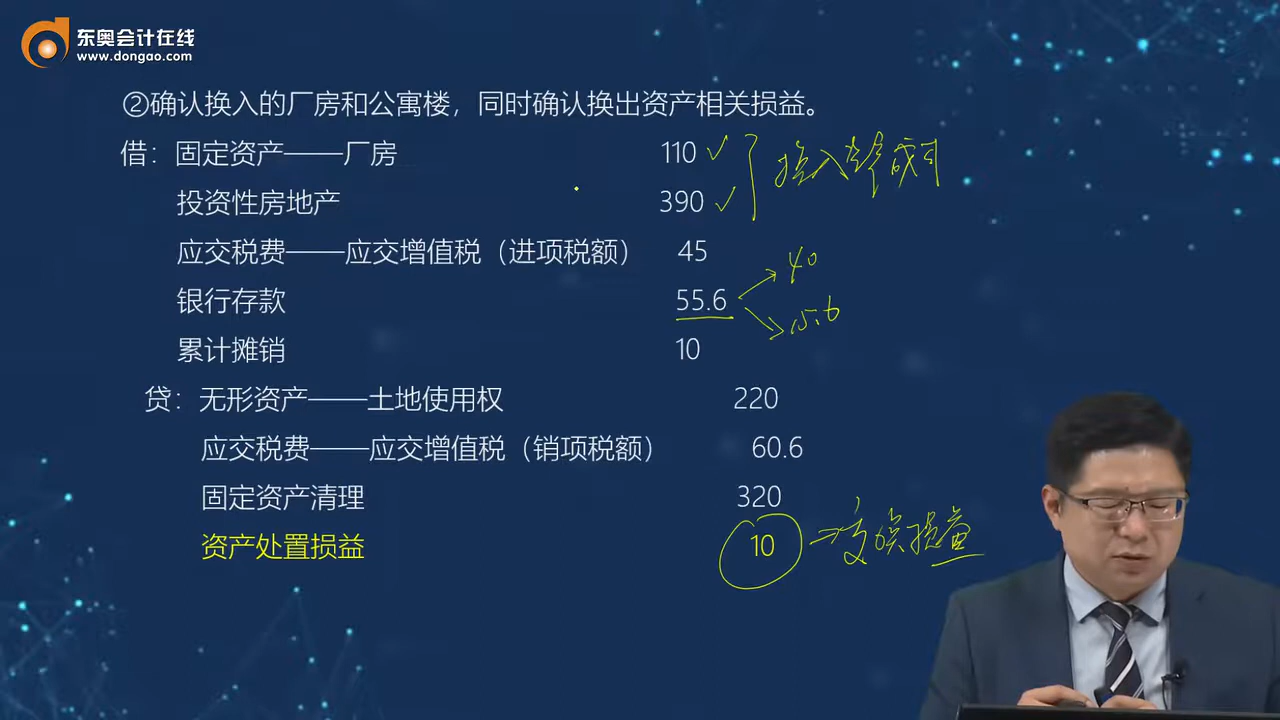 东奥会计在线
www.dongao.com
②确认换入的厂房和公寓楼，同时确认换出资产相关损益。
借：固定资产——厂房 110
投资性房地产 390
应交税费——应交增值税（进项税额） 45
银行存款 55.6
累计摊销 10
贷：无形资产——土地使用权 220
应交税费——应交增值税（销项税额） 60.6
固定资产清理 320
资产处置损益 10
换入 成本
40
15.6
交换损益